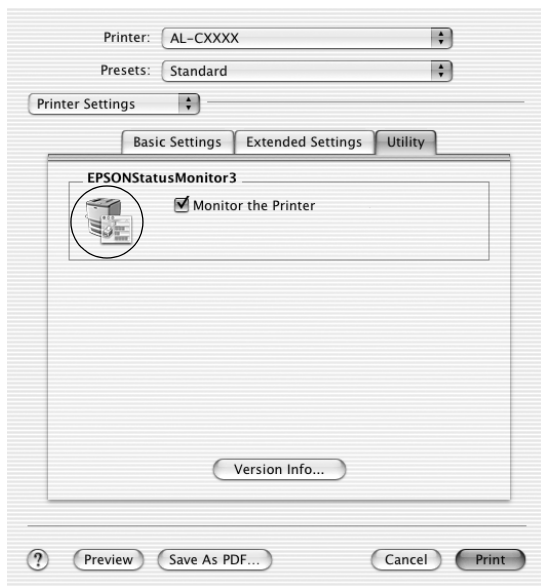 Printer: AL-CXXXX
Presets: Standard
Printer Settings
Basic Settings Extended Settings Utility
EPSONStatusMonitor3
Monitor the Printer
Version Info...
? Preview Save As PDF... Cancel Print